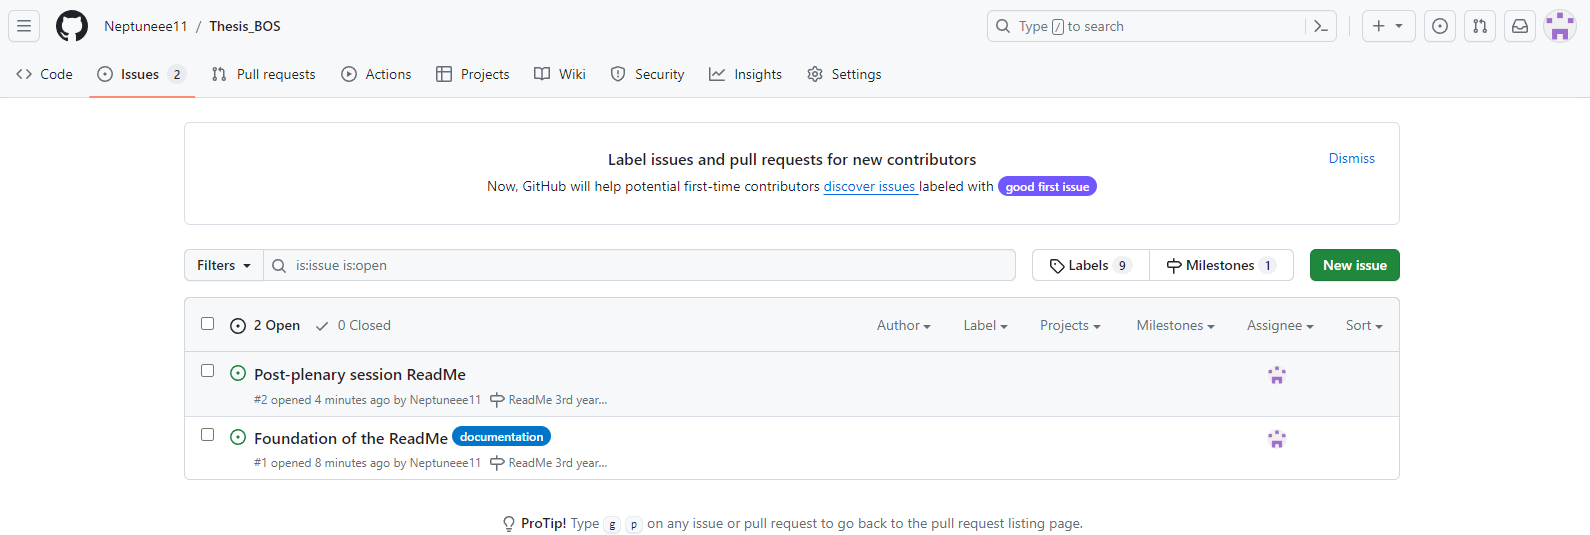 Neptuneee11 / Thesis_BOS
Type / to search
Code
Issues 2
Pull requests
Actions
Projects
Wiki
Security
Insights
Settings
Label issues and pull requests for new contributors
Dismiss
Now, GitHub will help potential first-time contributors discover issues labeled with good first issue
Filters
is:issue is:open
Labels 9
Milestones 1
New issue
2 Open
0 Closed
Author
Label
Projects
Milestones
Assignee
Sort
Post-plenary session ReadMe
#2 opened 4 minutes ago by Neptuneee11 ReadMe 3rd year...
Foundation of the ReadMe documentation
#1 opened 8 minutes ago by Neptuneee11 ReadMe 3rd year...
ProTip! Type g p on any issue or pull request to go back to the pull request listing page.